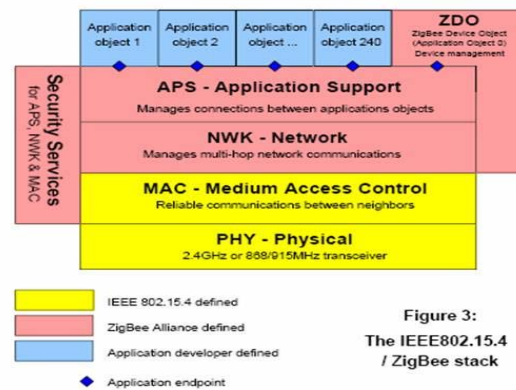 Application
object 1
Application
object 2
Application
object ...
Application
object 240
ZDO
ZigBee Device Object
(Application Object 0)
Device management
Security Services
for APS, NWK & MAC
APS - Application Support
Manages connections between applications objects
NWK - Network
Manages multi-hop network communications
MAC - Medium Access Control
Reliable communications between neighbors
PHY - Physical
2.4GHz or 868/915MHz transceiver
IEEE 802.15.4 defined
ZigBee Alliance defined
Application developer defined
Application endpoint
Figure 3:
The IEEE802.15.4
/ ZigBee stack